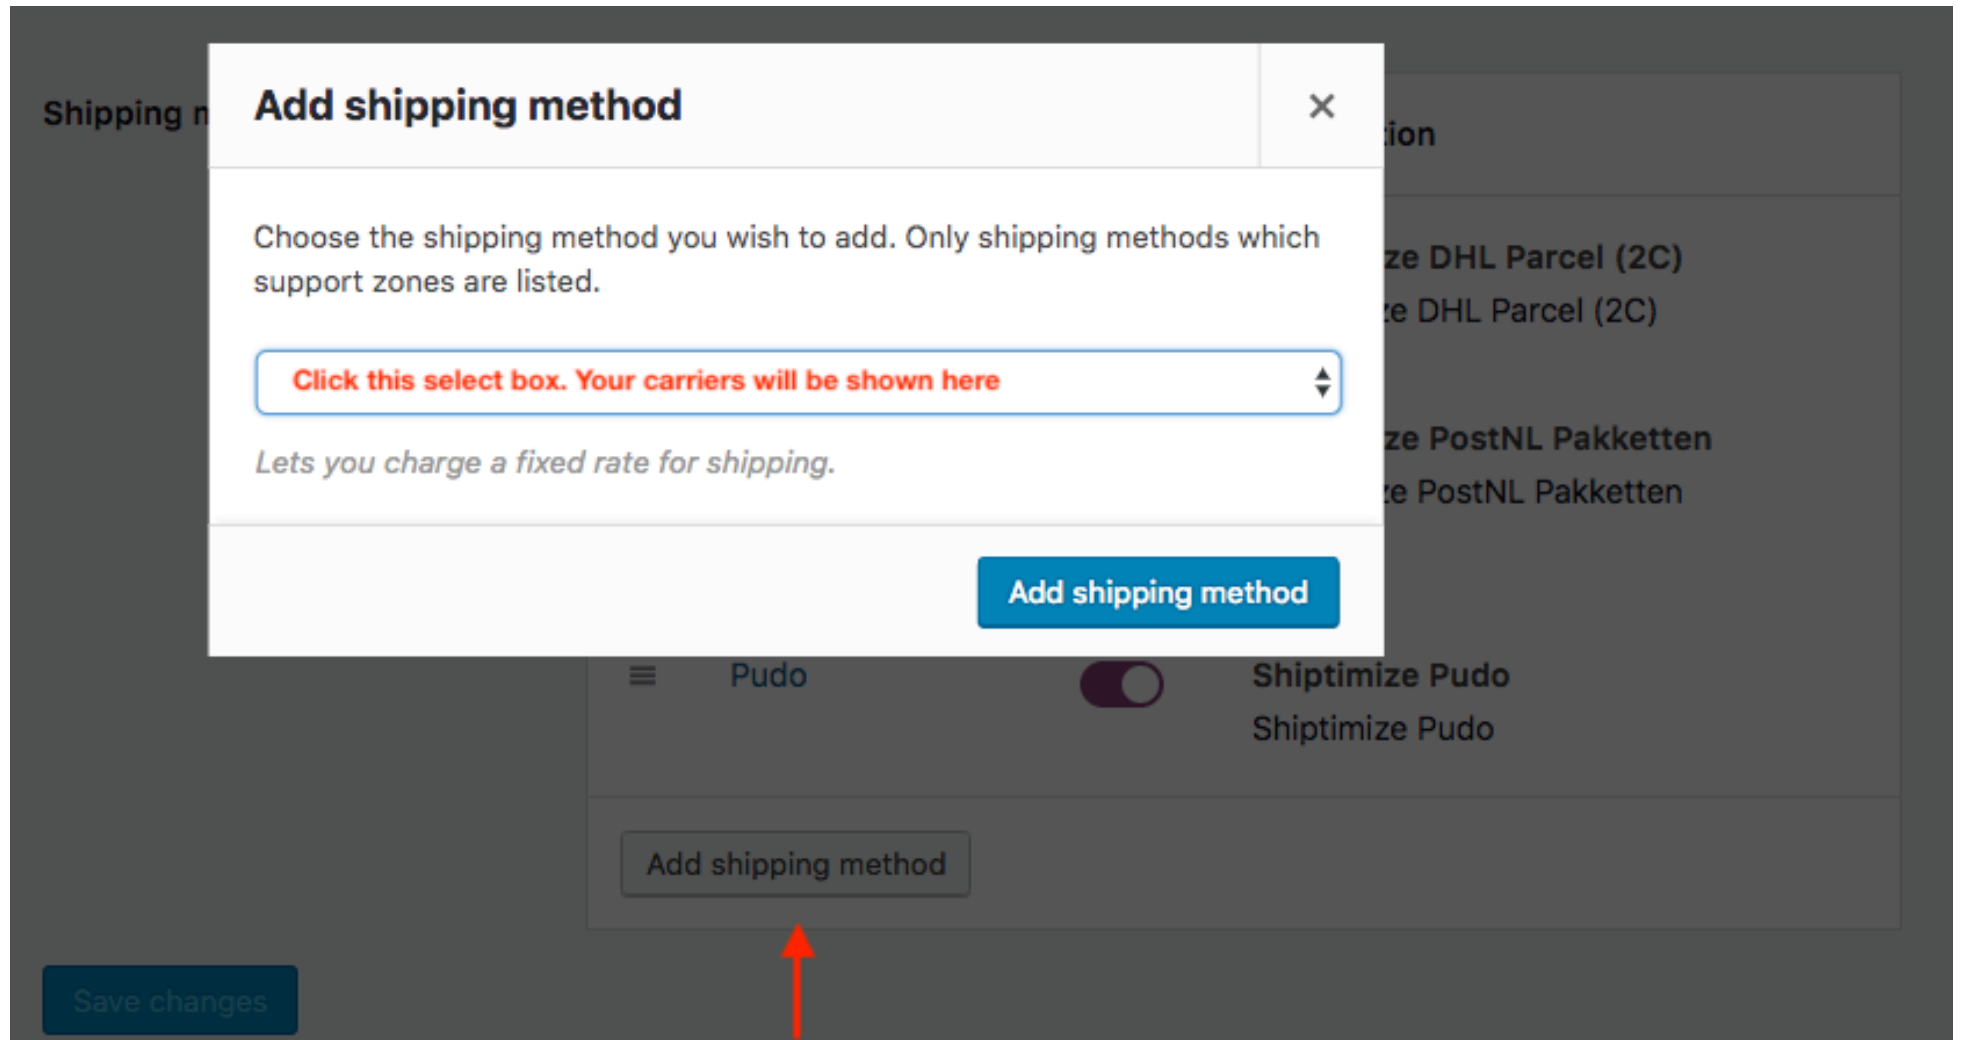 Shipping
Add shipping method
×
tion
Choose the shipping method you wish to add. Only shipping methods which
support zones are listed.
ze DHL Parcel (2C)
ze DHL Parcel (2C)
Click this select box. Your carriers will be shown here
Lets you charge a fixed rate for shipping.
ze PostNL Pakketten
ze PostNL Pakketten
Add shipping method
Pudo
Shiptimize Pudo
Shiptimize Pudo
Add shipping method
Save changes